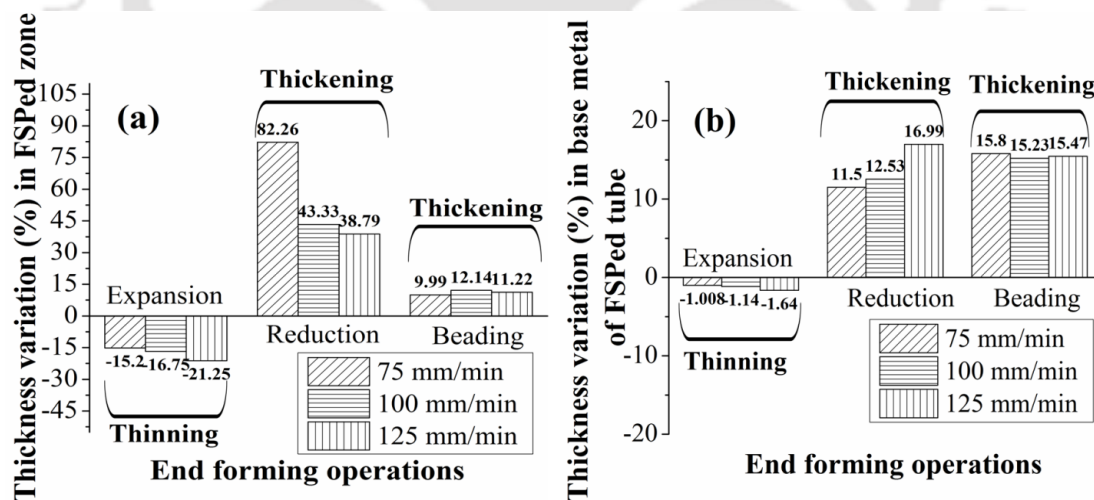 Thickness variation (%) in FSPed zone
105
90
75
60
45
30
15
0
-15
-30
-45
(a)
Thickening
82.26
43.33
38.79
Thickening
9.99
12.14
11.22
Expansion
Reduction
Beading
-15.2
-16.75
-21.25
Thinning
75 mm/min
100 mm/min
125 mm/min
End forming operations
Thickness variation (%) in base metal
of FSPed tube
20
10
0
-10
-20
(b)
Thickening
Thickening
11.5
12.53
16.99
15.8
15.23
15.47
Expansion
Reduction
Beading
-1.008
-1.14
-1.64
Thinning
75 mm/min
100 mm/min
125 mm/min
End forming operations